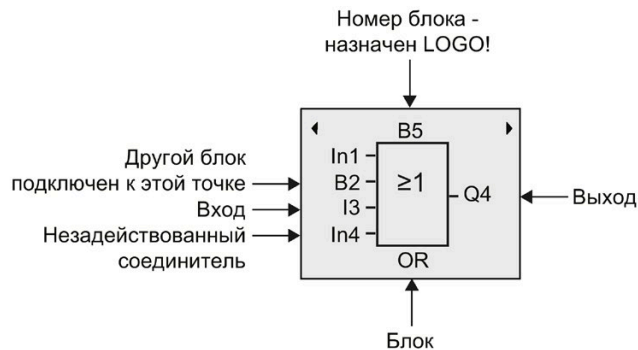 Номер блока -
назначен LOGO!
B5
Другой блок
подключен к этой точке
Вход
Незадействованный
соединитель
In1
B2
I3
In4
≥1
Q4
Выход
OR
Блок